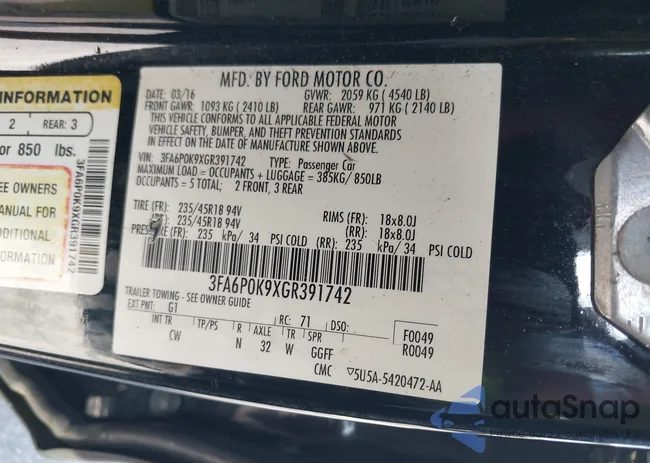 INFORMATION
2 REAR: 3
or 850 lbs.
SEE OWNERS
MANUAL FOR
ADDITIONAL
INFORMATION
3FA6P0K9XGR391742
MFD. BY FORD MOTOR CO.
03/16 GVWR: 2059 KG (4540 LB)
FRONT GAWR: 1093 KG (2410 LB) REAR GAWR: 971 KG (2140 LB)
THIS VEHICLE CONFORMS TO ALL APPLICABLE FEDERAL MOTOR
VEHICLE SAFETY, BUMPER, AND THEFT PREVENTION STANDARDS
IN EFFECT ON THE DATE OF MANUFACTURE SHOWN ABOVE.
VIN: 3FA6P0K9XGR391742 TYPE: Passenger Car
MAXIMUM LOAD = OCCUPANTS + LUGGAGE = 385KG/ 850LB
OCCUPANTS = 5 TOTAL; 2 FRONT, 3 REAR
TIRE (FR): 235/45R18 94V RIMS (FR): 18x8.0J
235/45R18 94V (RR): 18x8.0J
(FR): 235 kPa/ 34 PSI COLD (RR): 235 kPa/ 34 PSI COLD
3FA6P0K9XGR391742
TRAILER TOWING - SEE OWNER GUIDE
EXT PNT: G1 RC: 71 DSO: F0049
INT TR TP/PS R AXLE TR SPR R0049
CW N 32 W GGFF
CMC 5U5A-5420472-AA
autoSnap